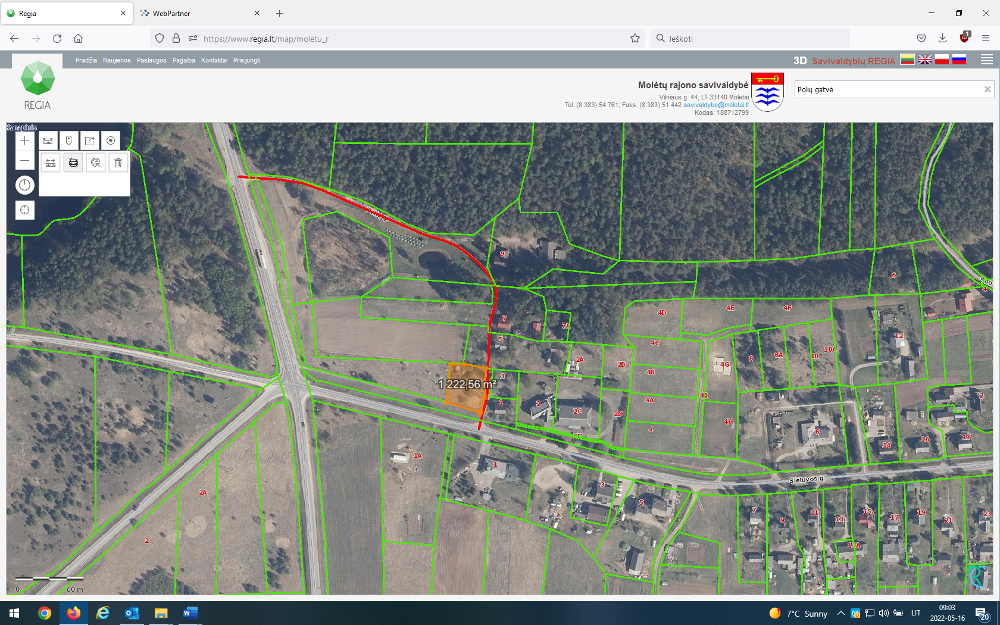 Regia
WebPartner
https://www.regia.lt/map/moletu_r
Ieškoti
1
Pradžia Naujienos Paslaugos Pagalba Kontaktai Prisijungti
3D Savivaldybių REGIA
REGIA
Molėtų rajono savivaldybė
Vilniaus g. 44, LT-33140 Molėtai
Tel. (8 383) 54 761; Faks. (8 383) 51 442 savivaldybe@moletai.lt
Kodas: 188712799
Polių gatvė
Kanapinis
9
6
4
4D
4E
4F
7
7A
5
4C
12
2A
2B
4G
8
8A
10
10A
3
4B
1 222,56 m²
4I
2
1
2
2C
2D
4A
4H
4
6
14
16
18
1A
1
Sietuvos g.
3
5
2A
7
9
11
13
15
17
19
21
23
2
13A
0
60 m
7°C Sunny
LIT
09:03
2022-05-16
20